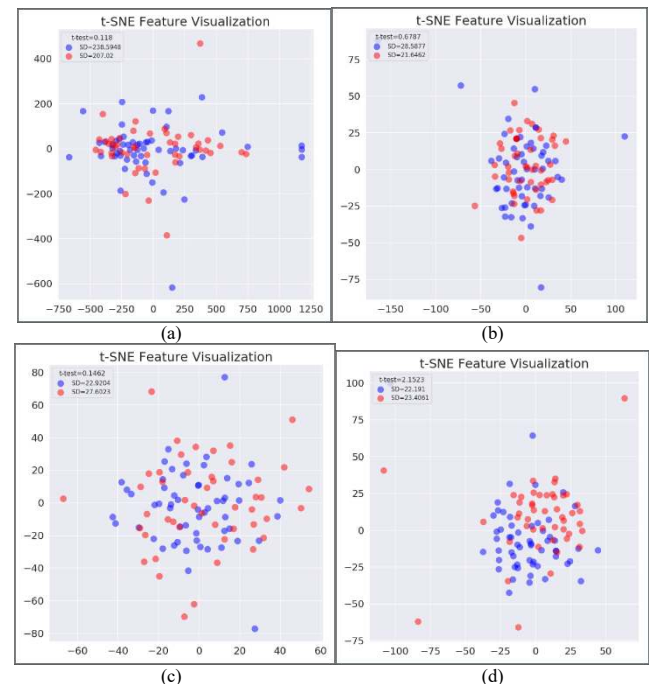 t-SNE Feature Visualization
t-test=0.118
SD=238.5948
SD=207.02
400
200
0
−200
−400
−600
−750 −500 −250 0 250 500 750 1000 1250
(a)
t-SNE Feature Visualization
t-test=0.6787
SD=28.5877
SD=21.6462
75
50
25
0
−25
−50
−75
−150 −100 −50 0 50 100
(b)
t-SNE Feature Visualization
t-test=0.1462
SD=22.9204
SD=27.6023
80
60
40
20
0
−20
−40
−60
−80
−60 −40 −20 0 20 40 60
(c)
t-SNE Feature Visualization
t-test=2.1523
SD=22.191
SD=23.4061
100
75
50
25
0
−25
−50
−75
−100 −75 −50 −25 0 25 50
(d)